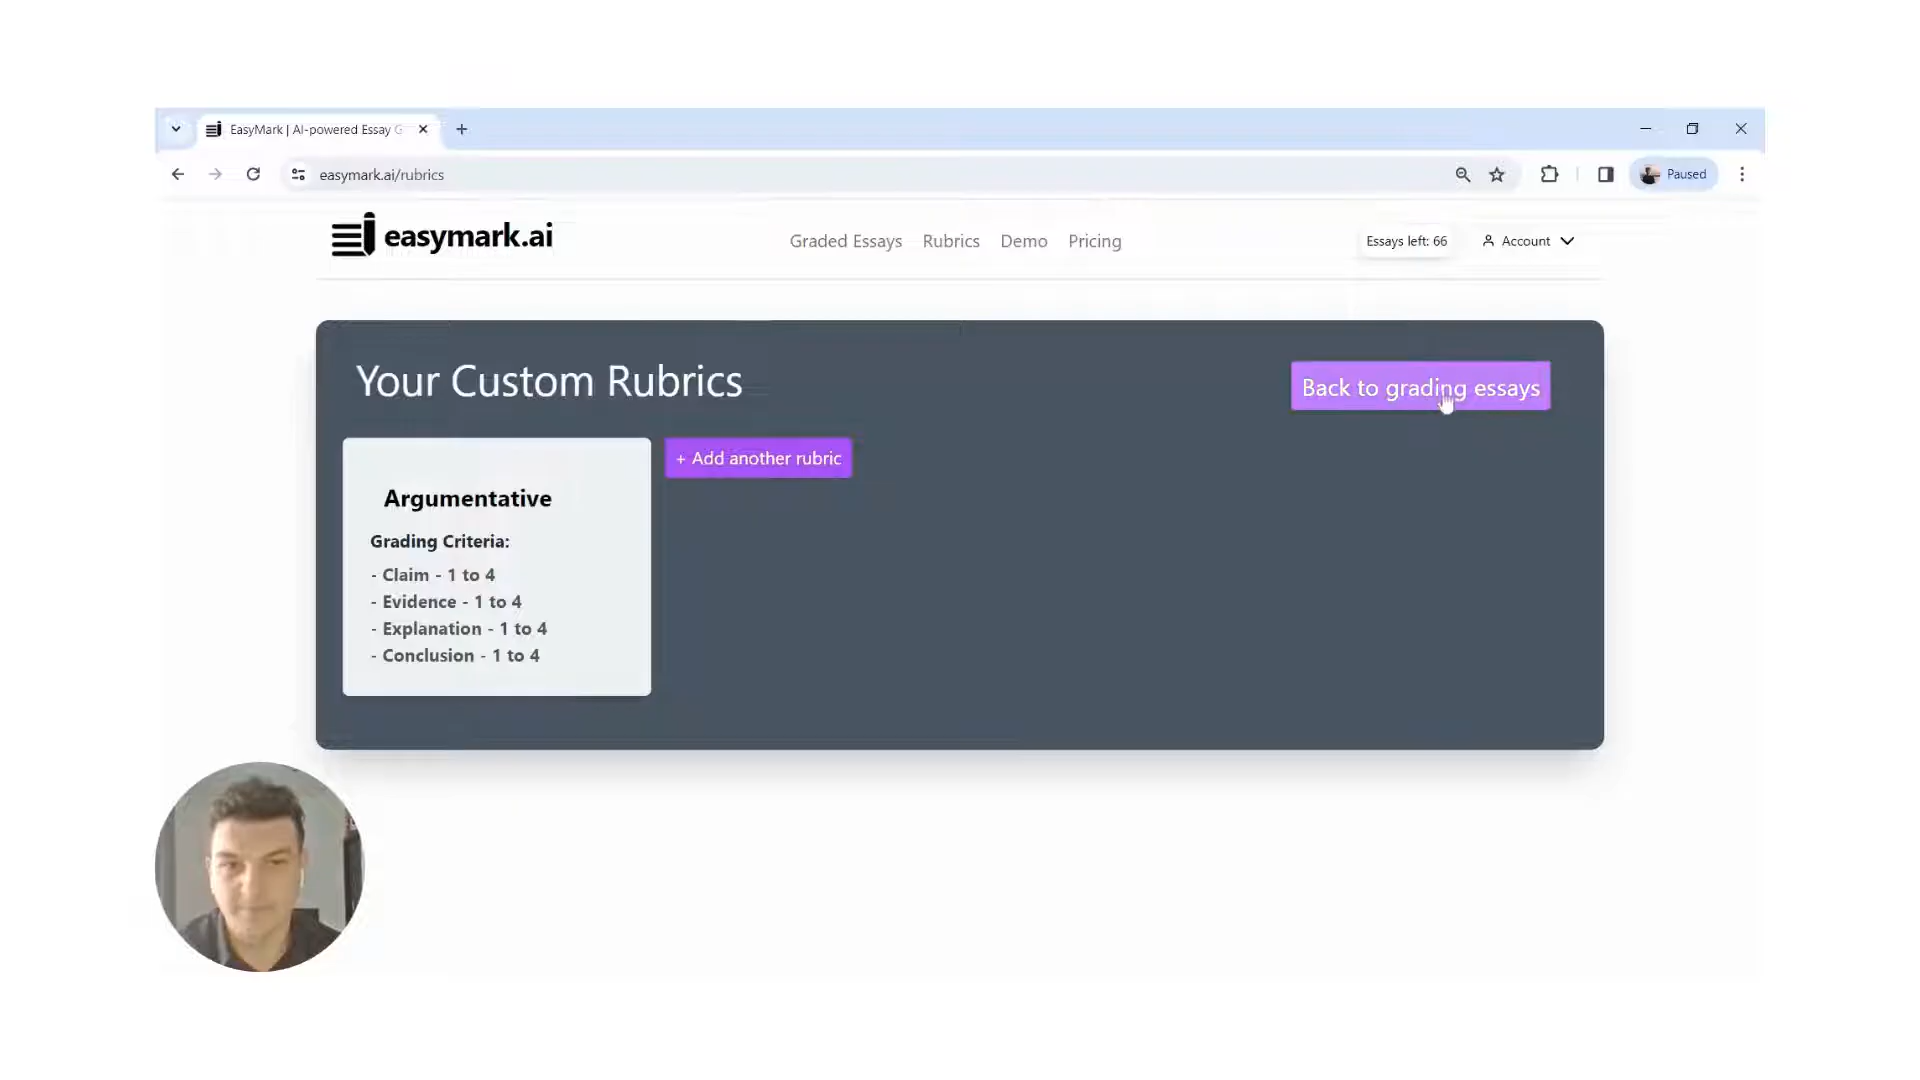 EasyMark | AI-powered Essay G
easymark.ai/rubrics
Paused
easymark.ai
Graded Essays
Rubrics
Demo
Pricing
Essays left: 66
Account
Your Custom Rubrics
Back to grading essays
Argumentative
Grading Criteria:
- Claim - 1 to 4
- Evidence - 1 to 4
- Explanation - 1 to 4
- Conclusion - 1 to 4
+ Add another rubric